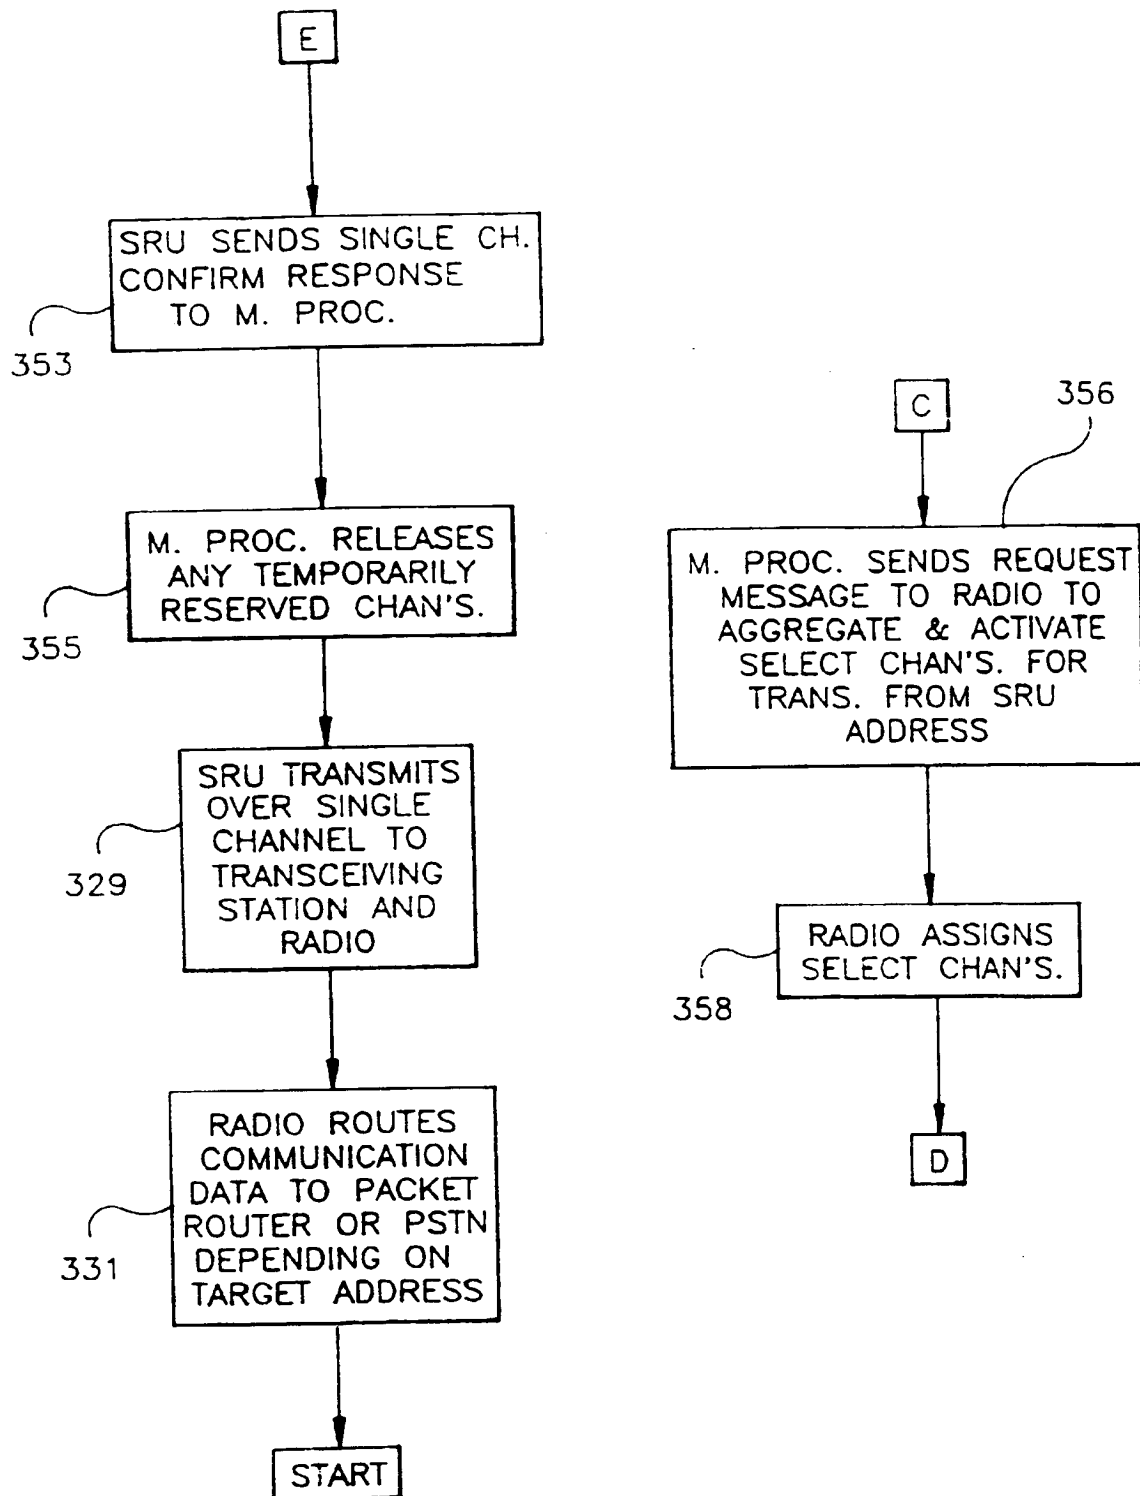 E
SRU SENDS SINGLE CH.
CONFIRM RESPONSE
TO M. PROC.
353
M. PROC. RELEASES
ANY TEMPORARILY
RESERVED CHAN'S.
355
SRU TRANSMITS
OVER SINGLE
CHANNEL TO
TRANSCEIVING
STATION AND
RADIO
329
RADIO ROUTES
COMMUNICATION
DATA TO PACKET
ROUTER OR PSTN
DEPENDING ON
TARGET ADDRESS
331
START
C
356
M. PROC. SENDS REQUEST
MESSAGE TO RADIO TO
AGGREGATE & ACTIVATE
SELECT CHAN'S. FOR
TRANS. FROM SRU
ADDRESS
RADIO ASSIGNS
SELECT CHAN'S.
358
D